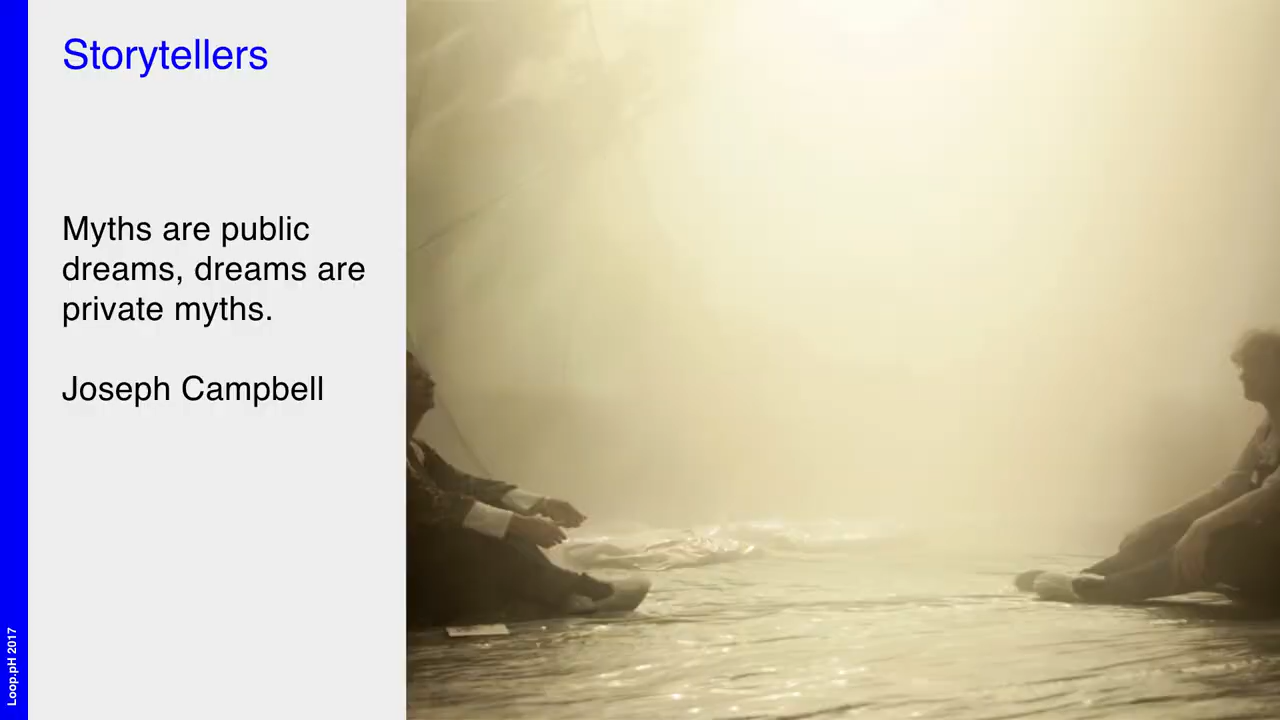 Storytellers
Myths are public
dreams, dreams are
private myths.
Joseph Campbell
Loop.pH 2017